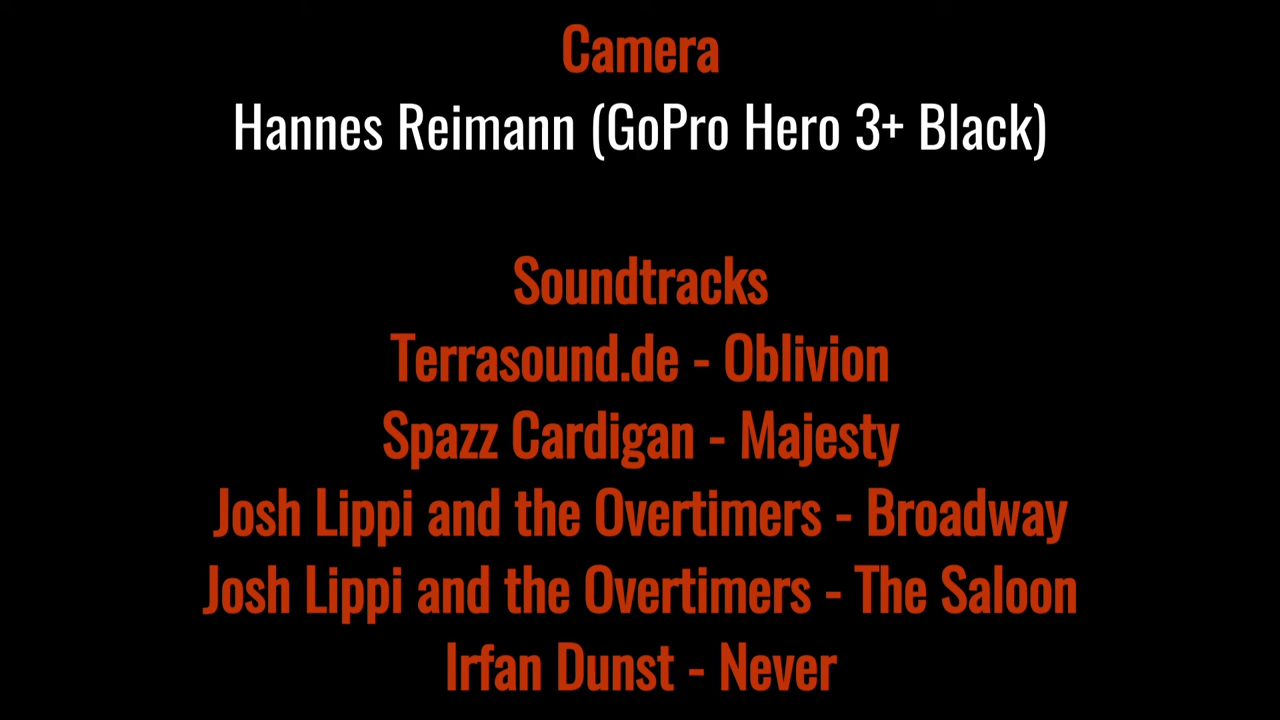 Camera
Hannes Reimann (GoPro Hero 3+ Black)
Soundtracks
Terrasound.de - Oblivion
Spazz Cardigan - Majesty
Josh Lippi and the Overtimers - Broadway
Josh Lippi and the Overtimers - The Saloon
Irfan Dunst - Never